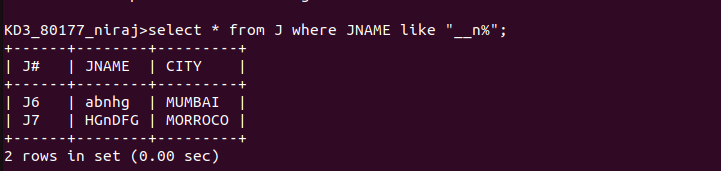 KD3_80177_niraj>select * from J where JNAME like "__n%";
+------+--------+---------+
| J#   | JNAME  | CITY    |
+------+--------+---------+
| J6   | abnhg  | MUMBAI  |
| J7   | HGnDFG | MORROCO |
+------+--------+---------+
2 rows in set (0.00 sec)